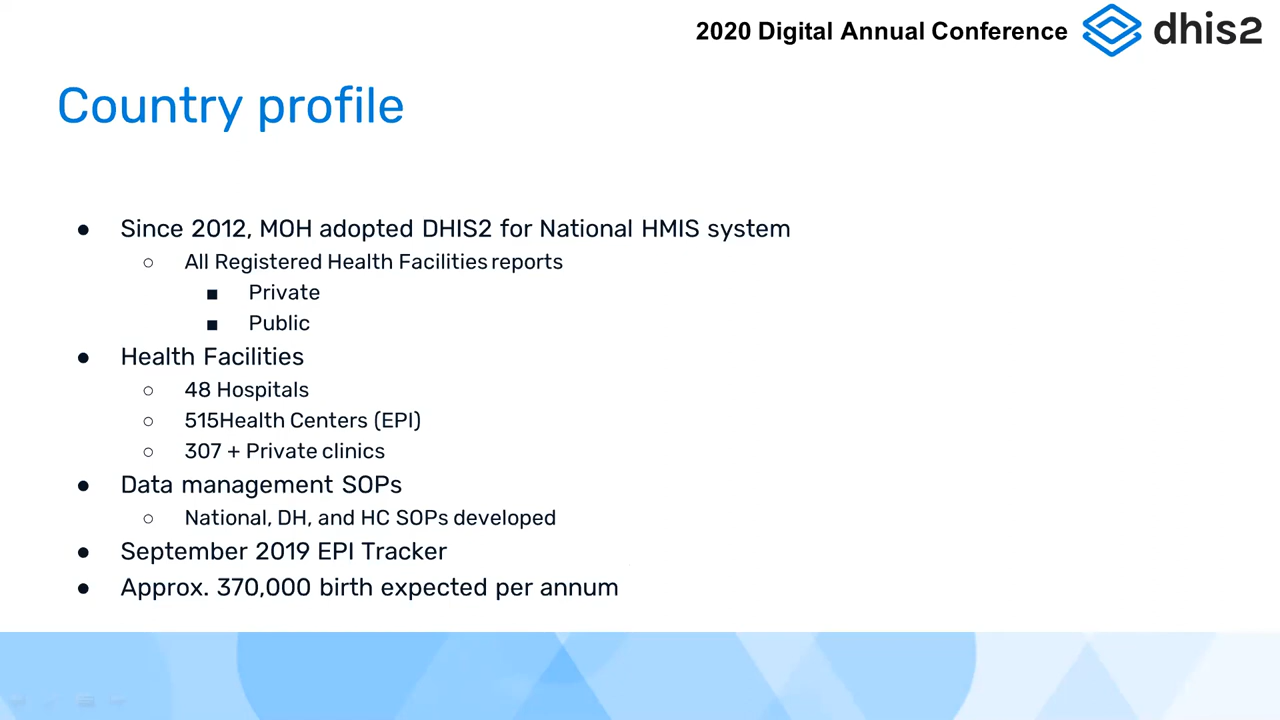 2020 Digital Annual Conference dhis2
Country profile
● Since 2012, MOH adopted DHIS2 for National HMIS system
○ All Registered Health Facilities reports
■ Private
■ Public
● Health Facilities
○ 48 Hospitals
○ 515Health Centers (EPI)
○ 307 + Private clinics
● Data management SOPs
○ National, DH, and HC SOPs developed
● September 2019 EPI Tracker
● Approx. 370,000 birth expected per annum